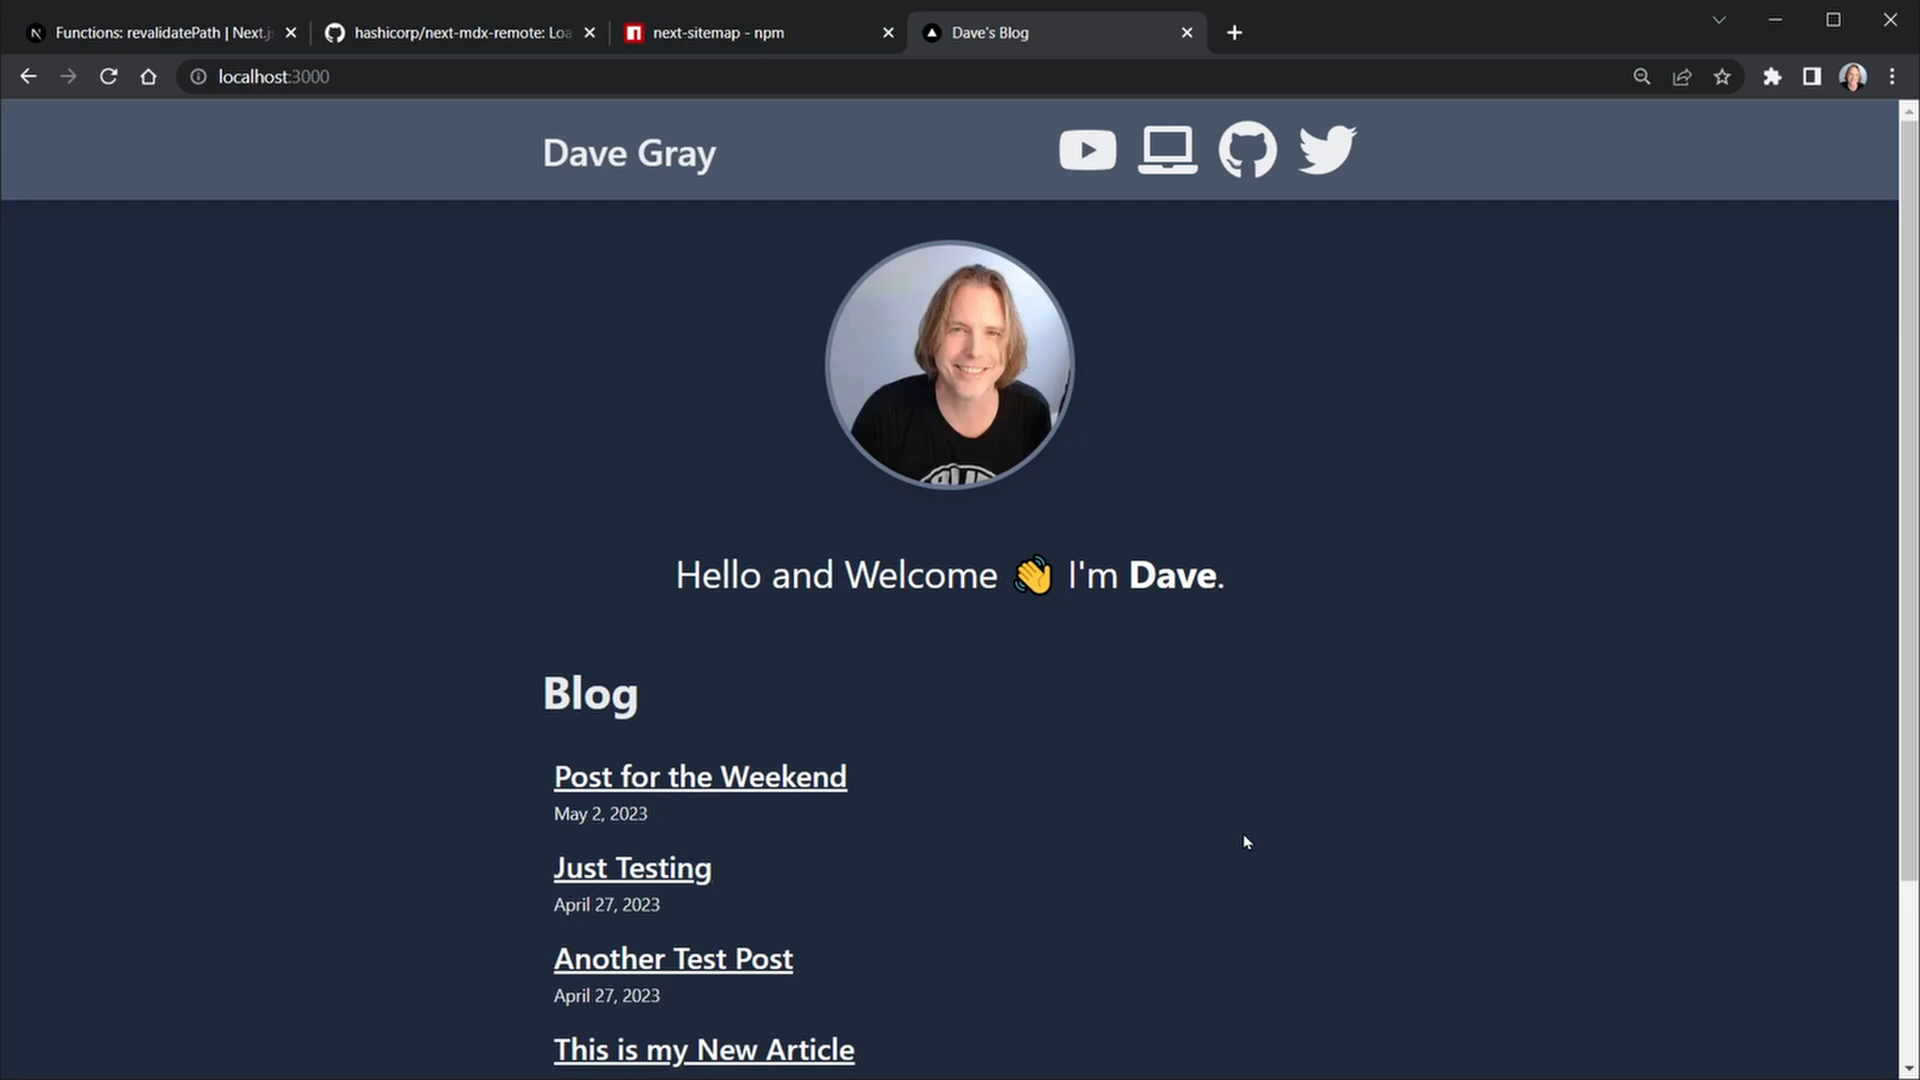 Functions: revalidatePath | Next.js
hashicorp/next-mdx-remote: Loa
next-sitemap - npm
Dave's Blog
localhost:3000
Dave Gray
Hello and Welcome 👋 I'm Dave.
Blog
Post for the Weekend
May 2, 2023
Just Testing
April 27, 2023
Another Test Post
April 27, 2023
This is my New Article